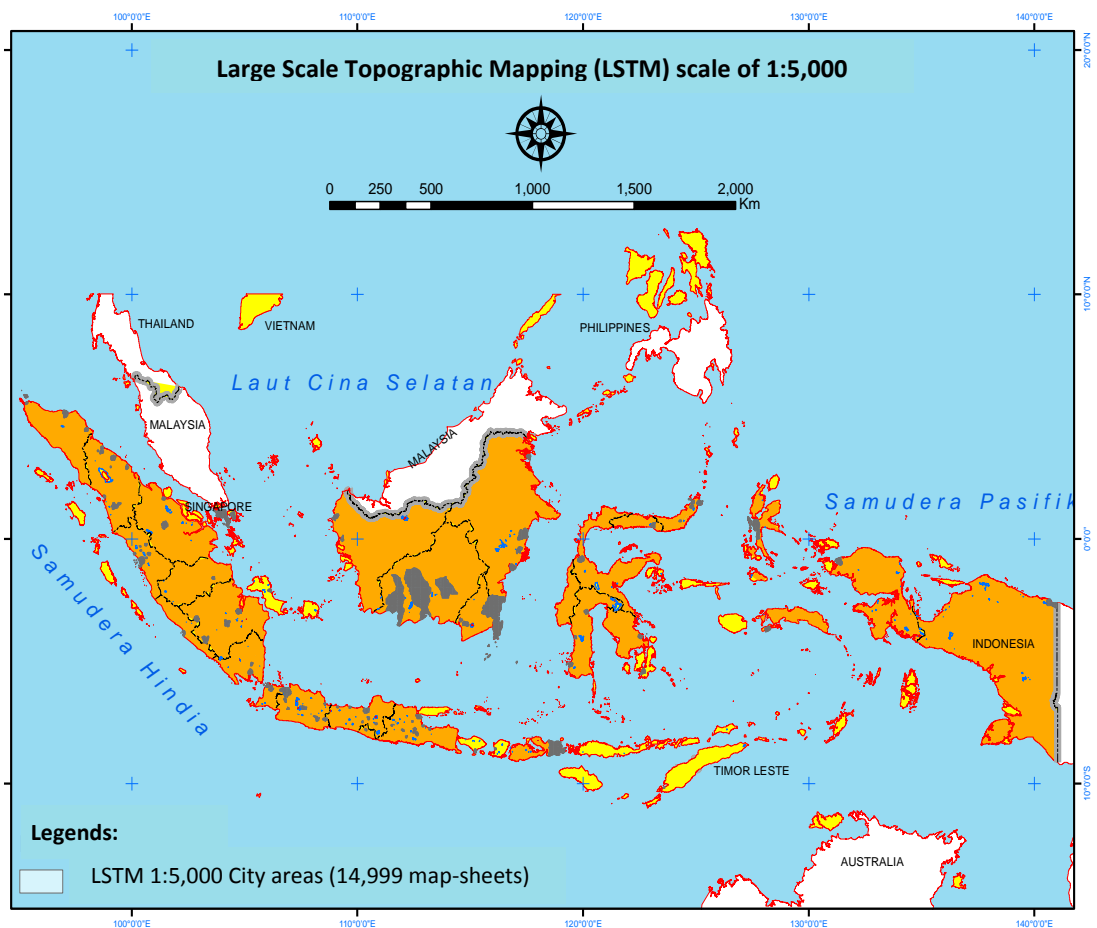 100°0'0"E 110°0'0"E 120°0'0"E 130°0'0"E 140°0'0"E
20°0'0"N
Large Scale Topographic Mapping (LSTM) scale of 1:5,000
0 250 500 1,000 1,500 2,000
Km
10°0'0"N
THAILAND
VIETNAM
PHILIPPINES
Laut Cina Selatan
MALAYSIA
MALAYSIA
SINGAPORE
Samudera Pasifik
0°0'0"
Samudera Hindia
INDONESIA
TIMOR LESTE
10°0'0"S
Legends:
AUSTRALIA
LSTM 1:5,000 City areas (14,999 map-sheets)
100°0'0"E 110°0'0"E 120°0'0"E 130°0'0"E 140°0'0"E